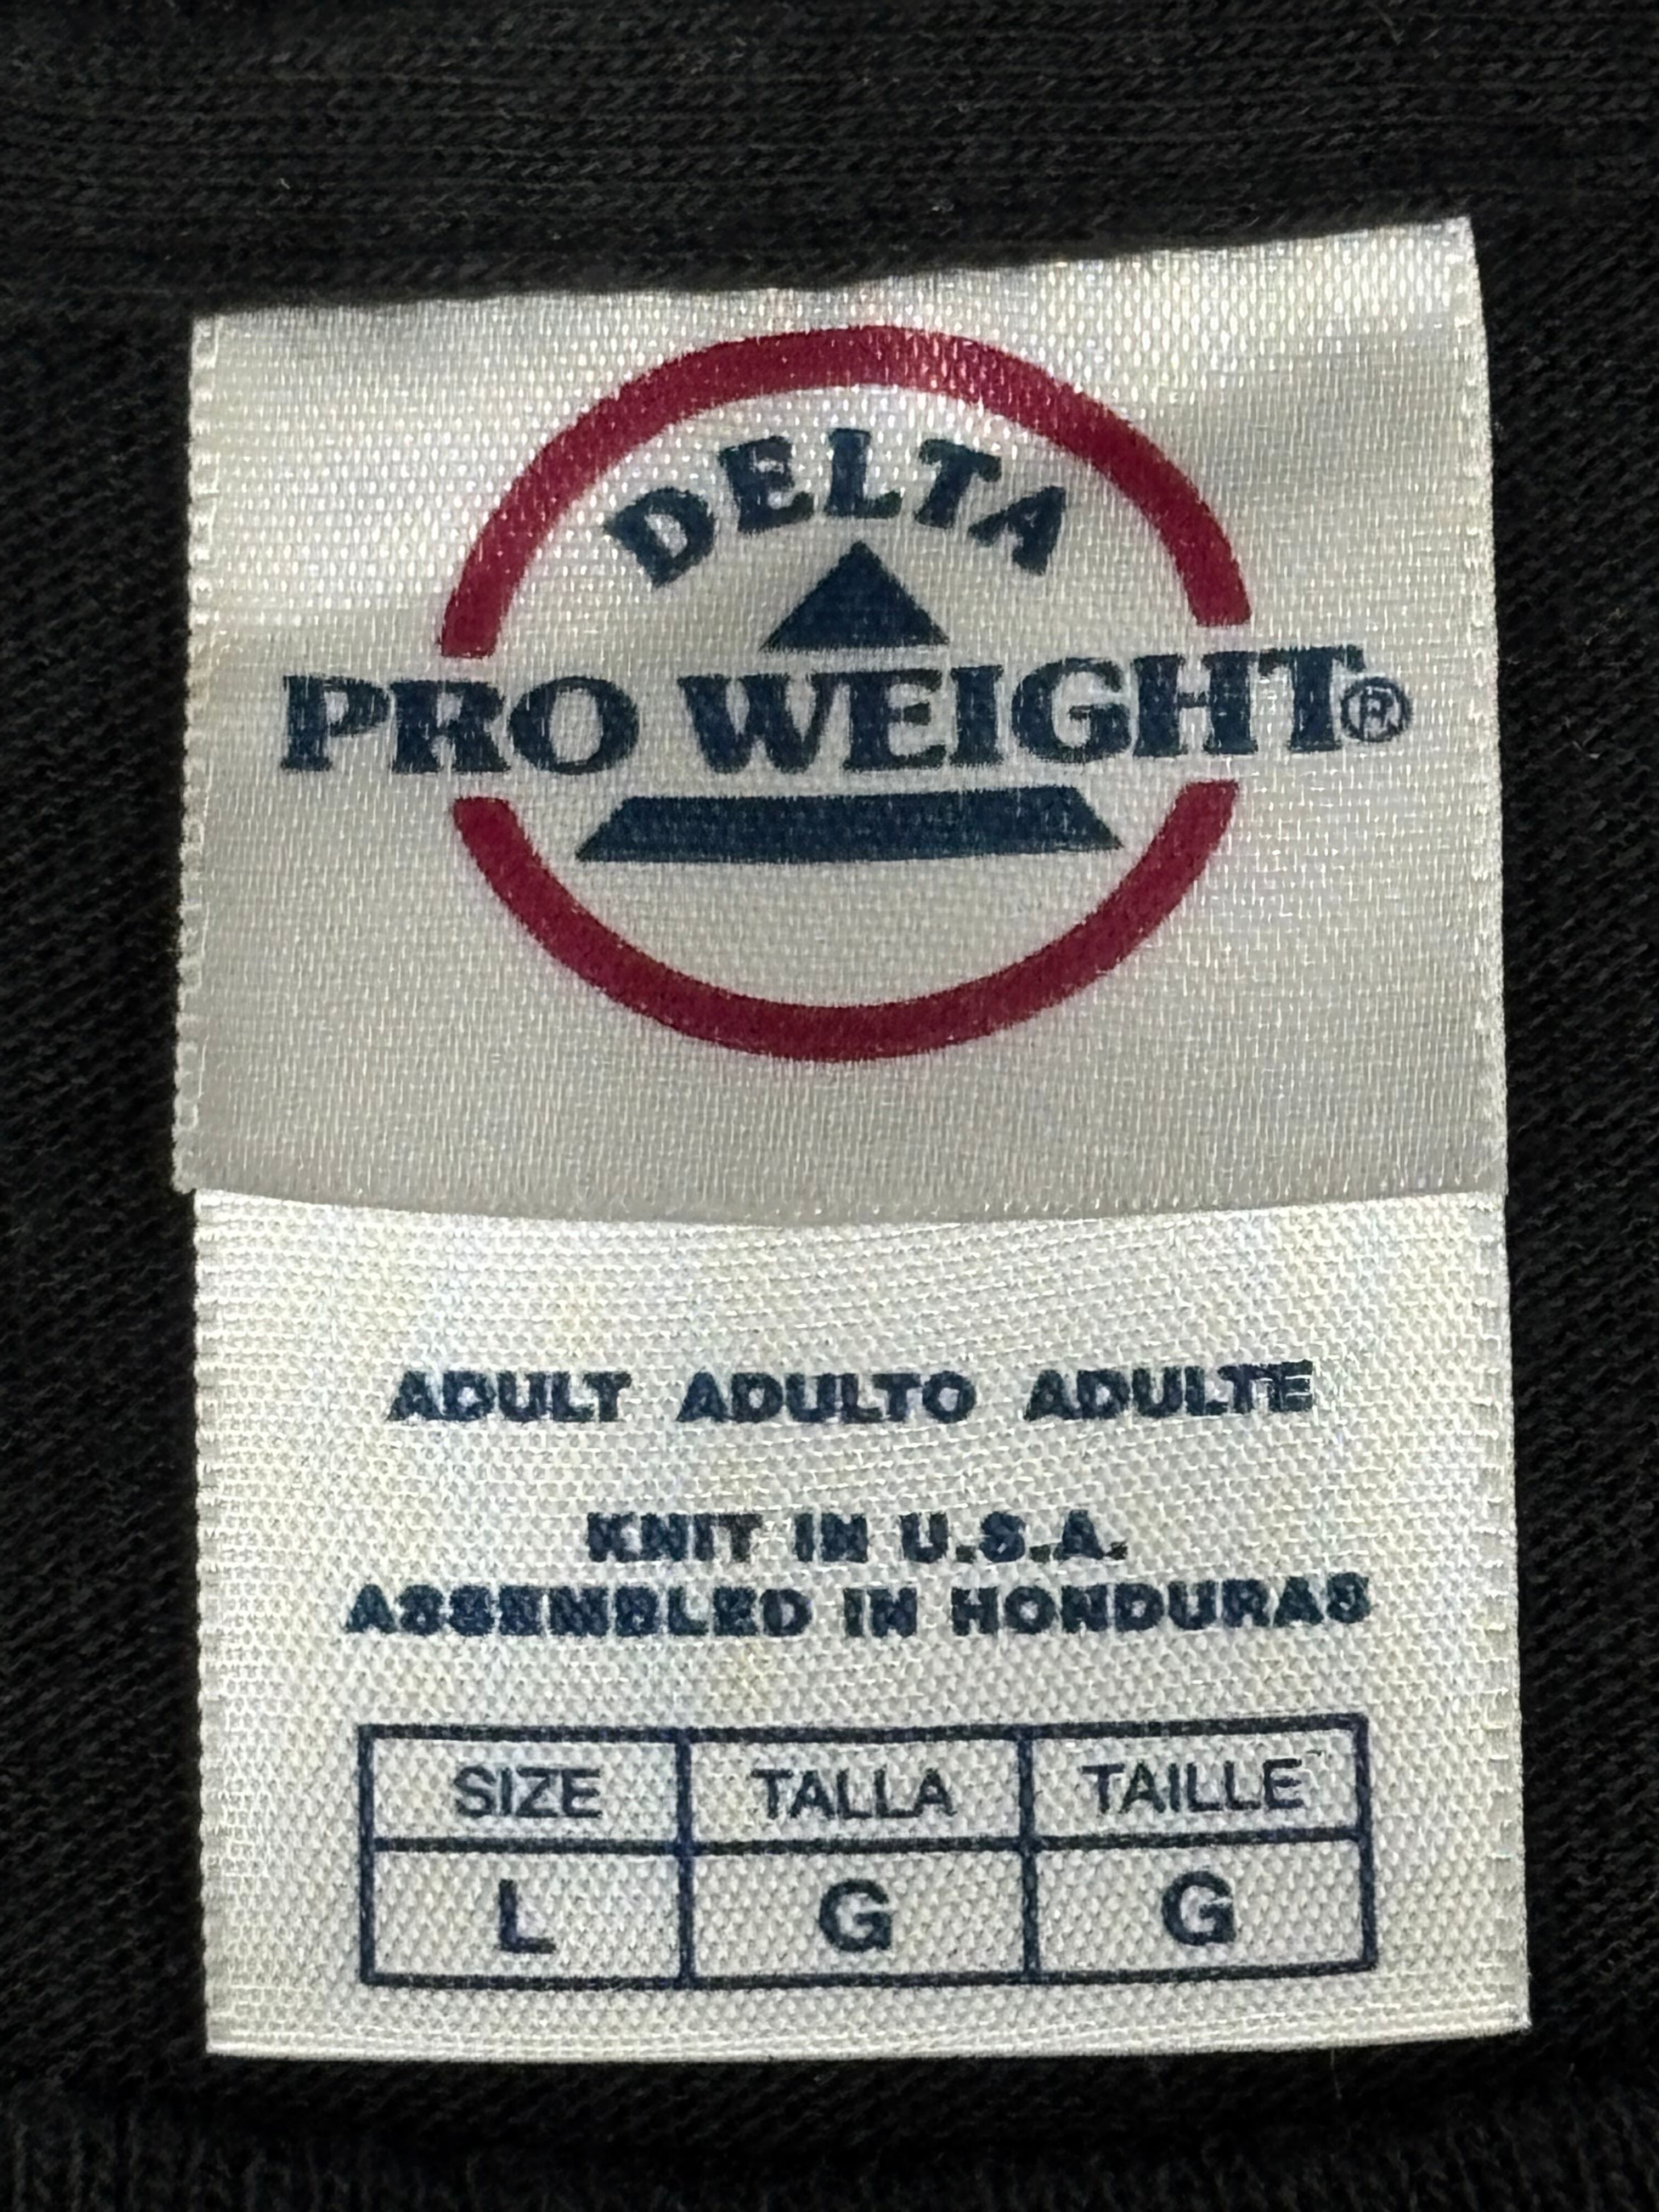 DELTA
PRO WEIGHT®
ADULT ADULTO ADULTE
KNIT IN U.S.A.
ASSEMBLED IN HONDURAS
SIZE TALLA TAILLE
L G G